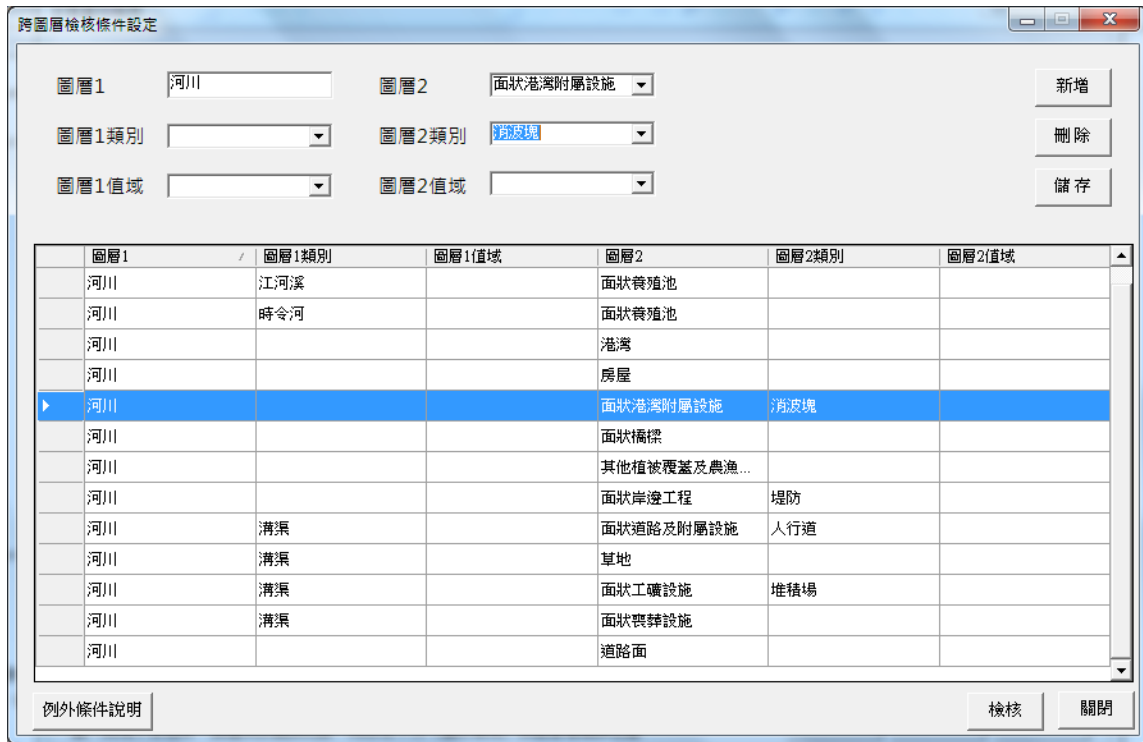 跨圖層檢核條件設定
圖層1 河川 圖層2 面狀港灣附屬設施 新增
圖層1類別 圖層2類別 消波塊 刪除
圖層1值域 圖層2值域 儲存
圖層1 圖層1類別 圖層1值域 圖層2 圖層2類別 圖層2值域
河川 江河溪 面狀養殖池
河川 時令河 面狀養殖池
河川 港灣
河川 房屋
河川 面狀港灣附屬設施 消波塊
河川 面狀橋樑
河川 其他植被覆蓋及農漁...
河川 面狀岸邊工程 堤防
河川 溝渠 面狀道路及附屬設施 人行道
河川 溝渠 草地
河川 溝渠 面狀工礦設施 堆積場
河川 溝渠 面狀喪葬設施
河川 道路面
例外條件說明 檢核 關閉